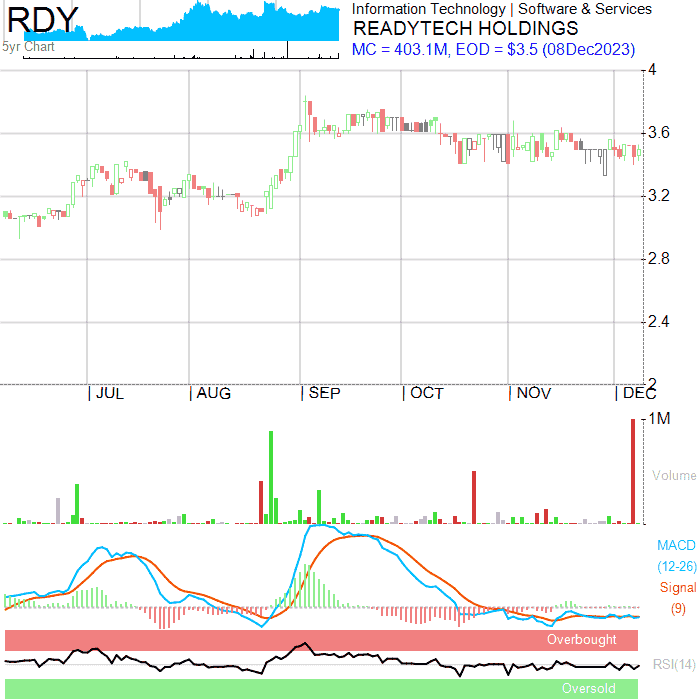 RDY
Information Technology | Software & Services
READYTECH HOLDINGS
5yr Chart
MC = 403.1M, EOD = $3.5 (08Dec2023)
4
3.6
3.2
2.8
2.4
2
JUL AUG SEP OCT NOV DEC
1M
Volume
MACD
(12-26)
Signal
(9)
Overbought
RSI(14)
Oversold